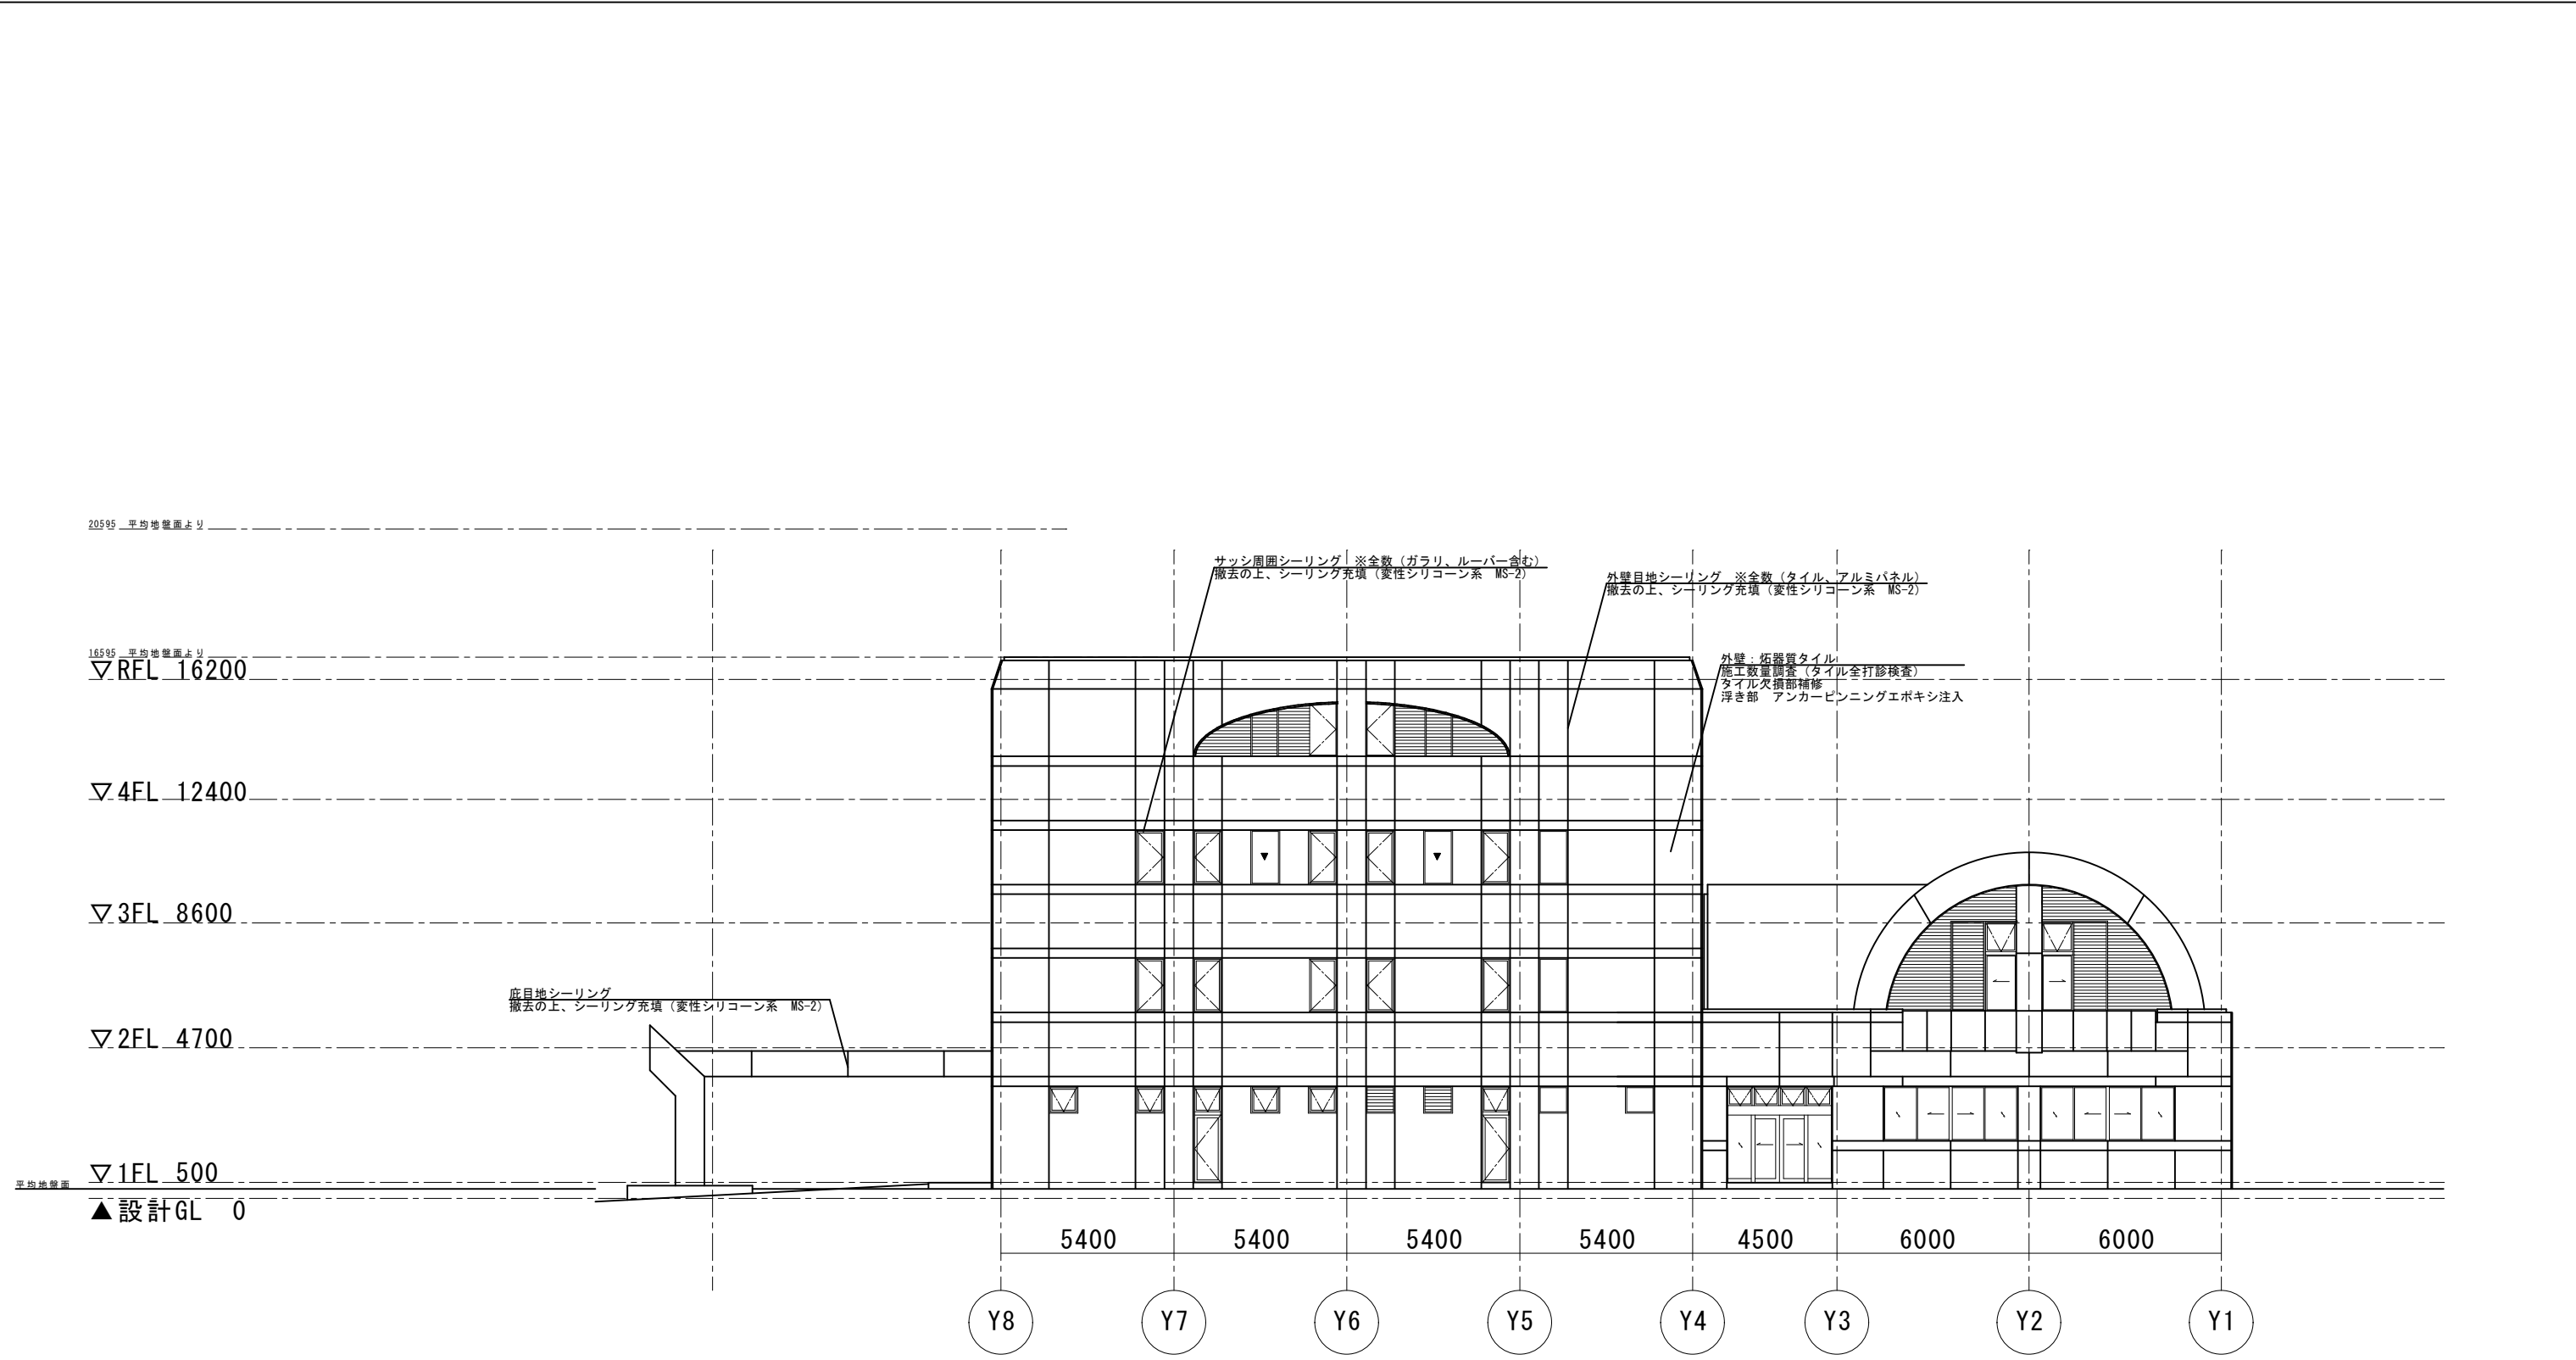 20595 平均地盤面より
サッシ周囲シーリング ※全数（ガラリ、ルーバー含む）
撤去の上、シーリング充填（変性シリコーン系 MS-2）
外壁目地シーリング ※全数（タイル、アルミパネル）
撤去の上、シーリング充填（変性シリコーン系 MS-2）
16595 平均地盤面より
▽RFL 16200
外壁：炻器質タイル
施工数量調査（タイル全打診検査）
タイル欠損部補修
浮き部 アンカーピンニングエポキシ注入
▽4FL 12400
▽3FL 8600
庇目地シーリング
撤去の上、シーリング充填（変性シリコーン系 MS-2）
▽2FL 4700
▽1FL 500
平均地盤面
▲設計GL 0
5400 5400 5400 5400 4500 6000 6000
Y8 Y7 Y6 Y5 Y4 Y3 Y2 Y1